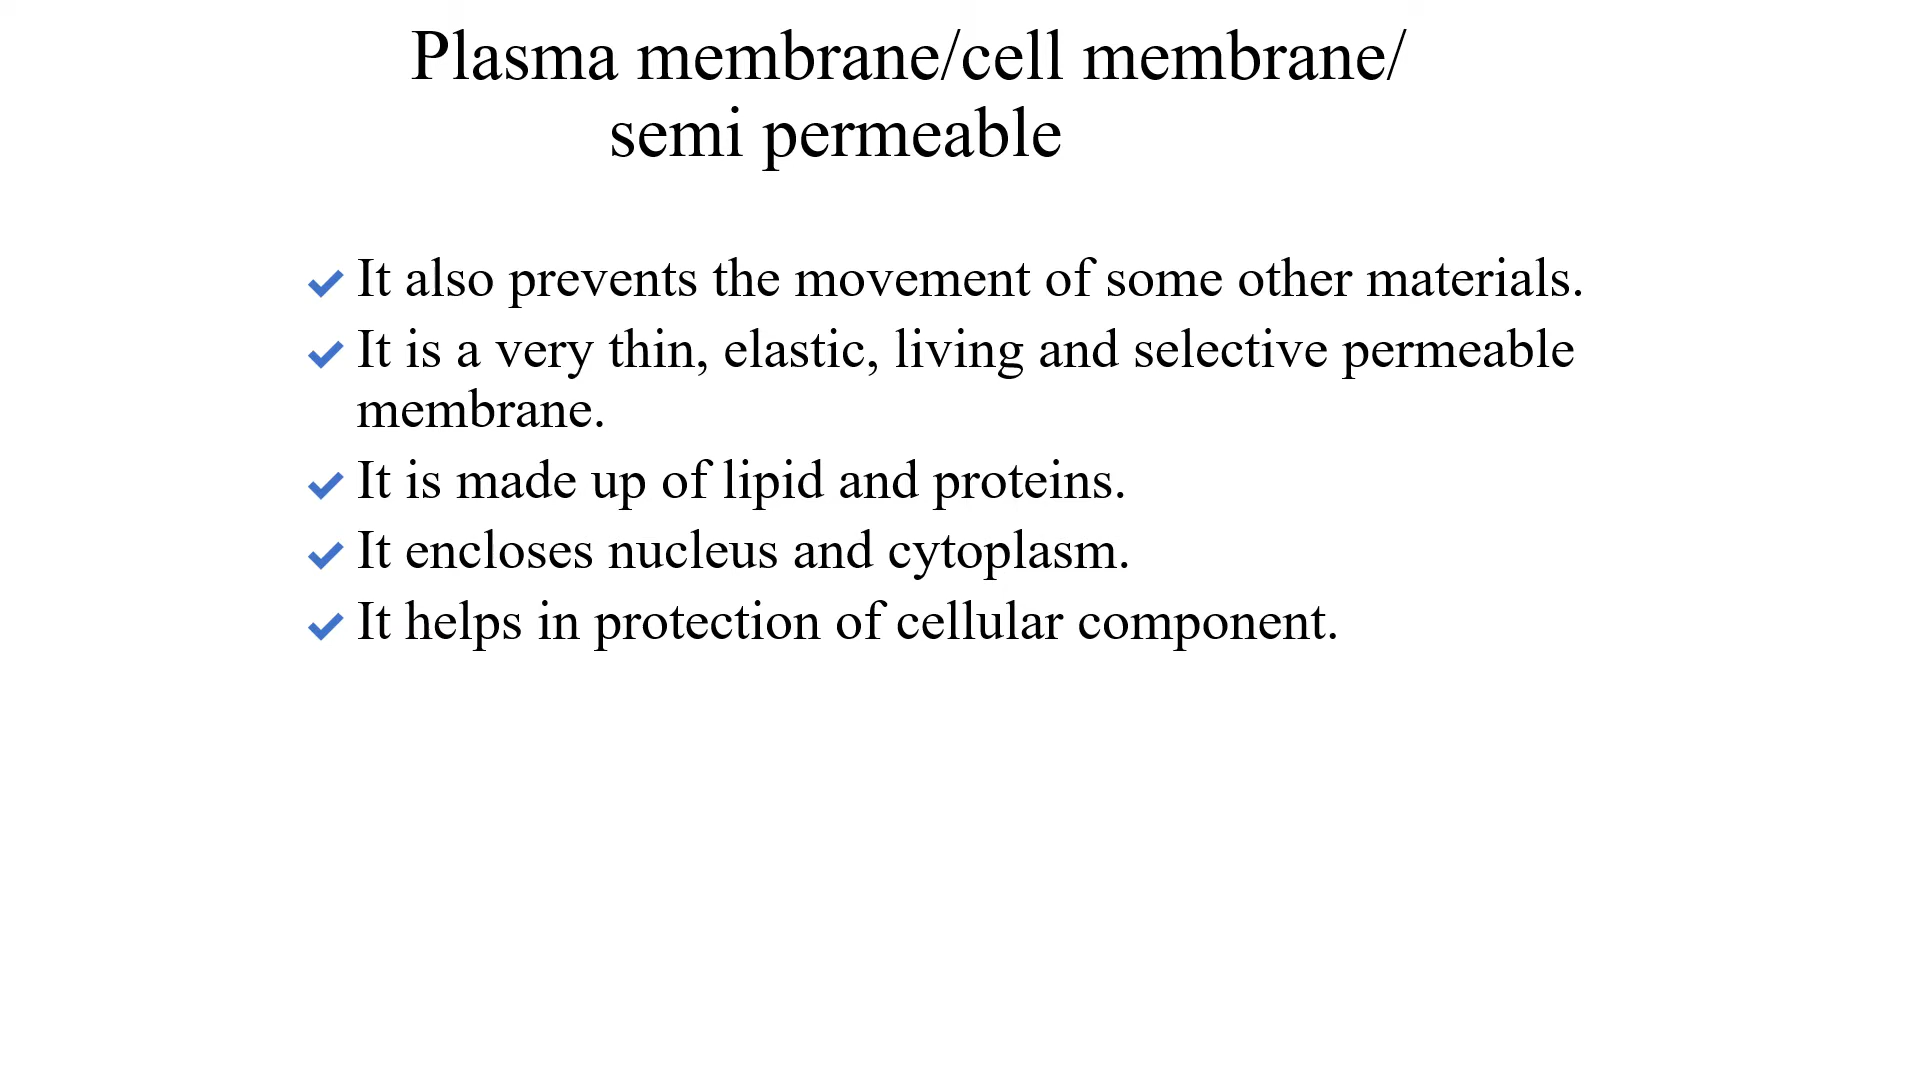 Plasma membrane/cell membrane/
semi permeable
It also prevents the movement of some other materials.
It is a very thin, elastic, living and selective permeable
membrane.
It is made up of lipid and proteins.
It encloses nucleus and cytoplasm.
It helps in protection of cellular component.